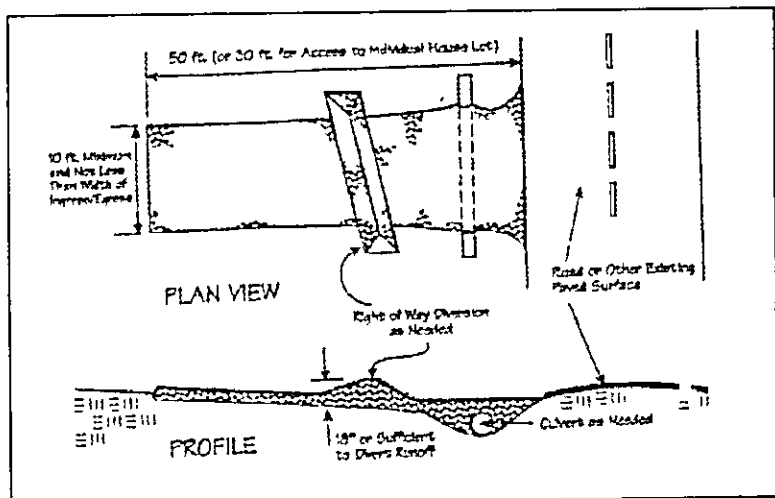 50 ft. (or 30 ft. for Access to Individual House Lot)
10 ft. Minimum
and Not Less
Than Width of
Ingress/Egress
PLAN VIEW
Right of Way Diversion
as Needed
Road or Other Existing
Paved Surface
18" or Sufficient
to Divert Runoff
Culvert as Needed
PROFILE